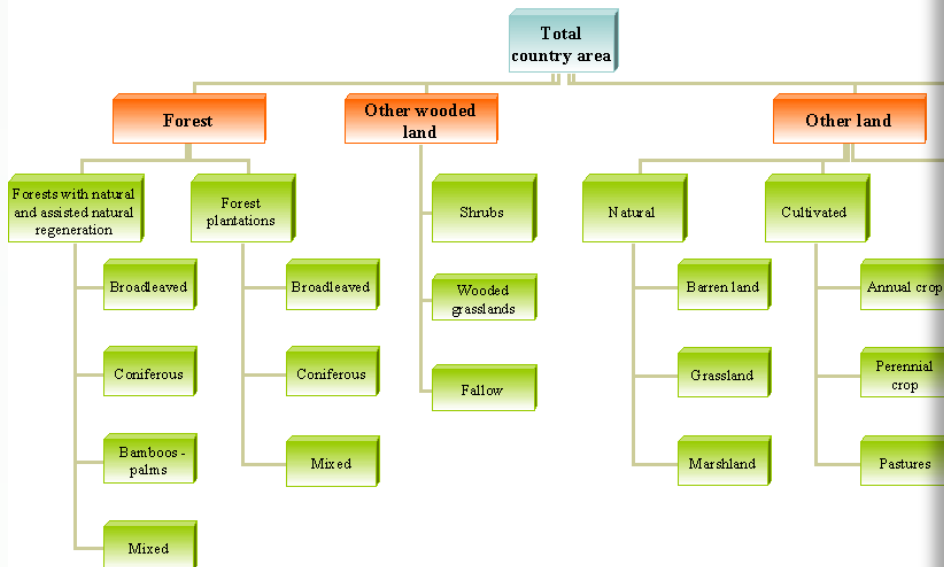 Total
country area
Forest
Other wooded
land
Other land
Forests with natural
and assisted natural
regeneration
Forest
plantations
Shrubs
Natural
Cultivated
Broadleaved
Broadleaved
Wooded
grasslands
Barren land
Annual crop
Coniferous
Coniferous
Fallow
Grassland
Perennial
crop
Bamboos -
palms
Mixed
Marshland
Pastures
Mixed